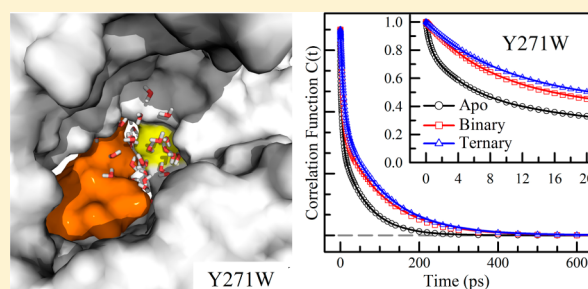 Y271W
Correlation Function C(t)
1.0
0.8
0.6
0.4
0.2
0.0
Y271W
Apo
Binary
Ternary
0 4 8 12 16 20
0 200 400 600
Time (ps)